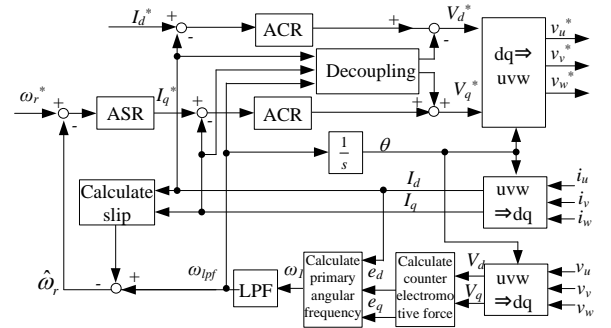 I_d^* + - ACR + - V_d^*
dq⇒ uvw
v_u^*
v_v^*
v_w^*
Decoupling
ω_r^* + - ASR I_q^* + - ACR + + V_q^*
1/s θ
Calculate slip
I_d
I_q
uvw ⇒dq
i_u
i_v
i_w
ω̂_r - + ω_lpf LPF ω_1
Calculate primary angular frequency
e_d
e_q
Calculate counter electromo tive force
V_d
V_q
uvw ⇒dq
v_u
v_v
v_w